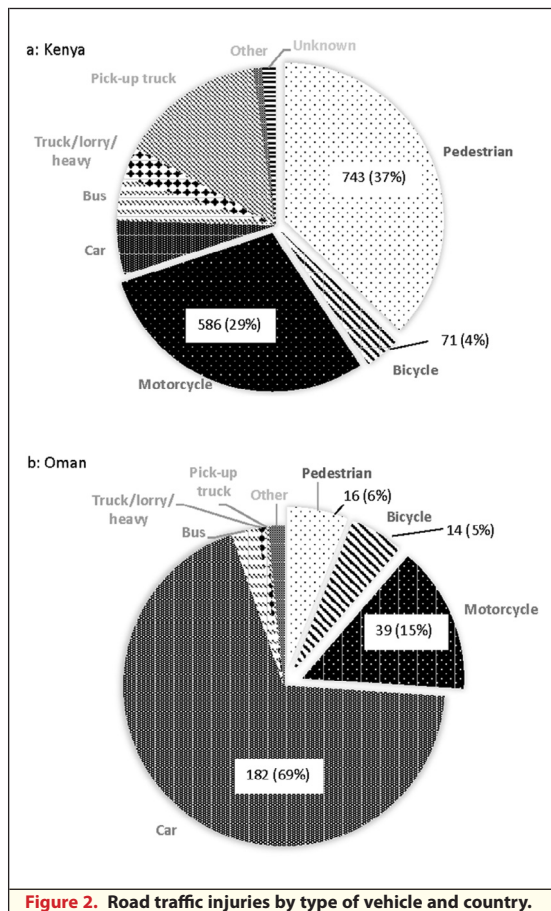 a: Kenya
Other
Unknown
Pick-up truck
Truck/lorry/
heavy
Bus
Car
Pedestrian
743 (37%)
71 (4%)
Bicycle
586 (29%)
Motorcycle
b: Oman
Pick-up
truck
Truck/lorry/
heavy
Bus
Other
Pedestrian
16 (6%)
Bicycle
14 (5%)
Motorcycle
39 (15%)
182 (69%)
Car
Figure 2. Road traffic injuries by type of vehicle and country.